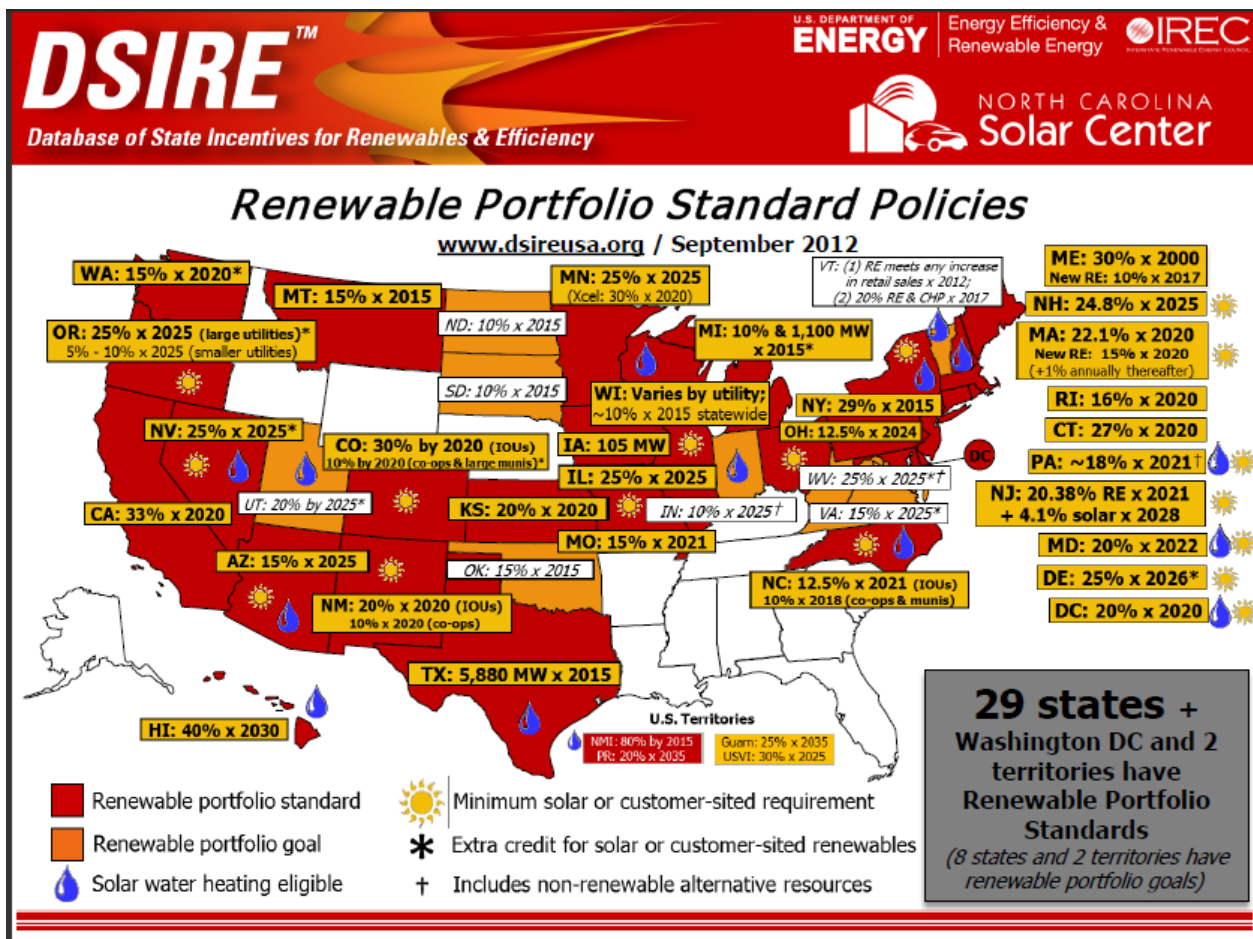 DSIRE™
Database of State Incentives for Renewables & Efficiency
U.S. DEPARTMENT OF
ENERGY
Energy Efficiency &
Renewable Energy
IREC
INTERSTATE RENEWABLE ENERGY COUNCIL
NORTH CAROLINA
Solar Center
Renewable Portfolio Standard Policies
www.dsireusa.org / September 2012
WA: 15% x 2020*
MT: 15% x 2015
MN: 25% x 2025
(Xcel: 30% x 2020)
VT: (1) RE meets any increase
in retail sales x 2012;
(2) 20% RE & CHP x 2017
ME: 30% x 2000
New RE: 10% x 2017
NH: 24.8% x 2025
OR: 25% x 2025 (large utilities)*
5% - 10% x 2025 (smaller utilities)
ND: 10% x 2015
MI: 10% & 1,100 MW
x 2015*
MA: 22.1% x 2020
New RE: 15% x 2020
(+1% annually thereafter)
SD: 10% x 2015
WI: Varies by utility;
~10% x 2015 statewide
NY: 29% x 2015
RI: 16% x 2020
NV: 25% x 2025*
CO: 30% by 2020 (IOUs)
10% by 2020 (co-ops & large munis)*
IA: 105 MW
OH: 12.5% x 2024
CT: 27% x 2020
DC
PA: ~18% x 2021†
IL: 25% x 2025
WV: 25% x 2025*†
UT: 20% by 2025*
CA: 33% x 2020
KS: 20% x 2020
IN: 10% x 2025†
VA: 15% x 2025*
NJ: 20.38% RE x 2021
+ 4.1% solar x 2028
MO: 15% x 2021
MD: 20% x 2022
AZ: 15% x 2025
OK: 15% x 2015
NC: 12.5% x 2021 (IOUs)
10% x 2018 (co-ops & munis)
DE: 25% x 2026*
NM: 20% x 2020 (IOUs)
10% x 2020 (co-ops)
DC: 20% x 2020
TX: 5,880 MW x 2015
HI: 40% x 2030
U.S. Territories
NMI: 80% by 2015
PR: 20% x 2035
Guam: 25% x 2035
USVI: 30% x 2025
29 states +
Washington DC and 2
territories have
Renewable Portfolio
Standards
(8 states and 2 territories have
renewable portfolio goals)
Renewable portfolio standard
Renewable portfolio goal
Solar water heating eligible
Minimum solar or customer-sited requirement
* Extra credit for solar or customer-sited renewables
† Includes non-renewable alternative resources